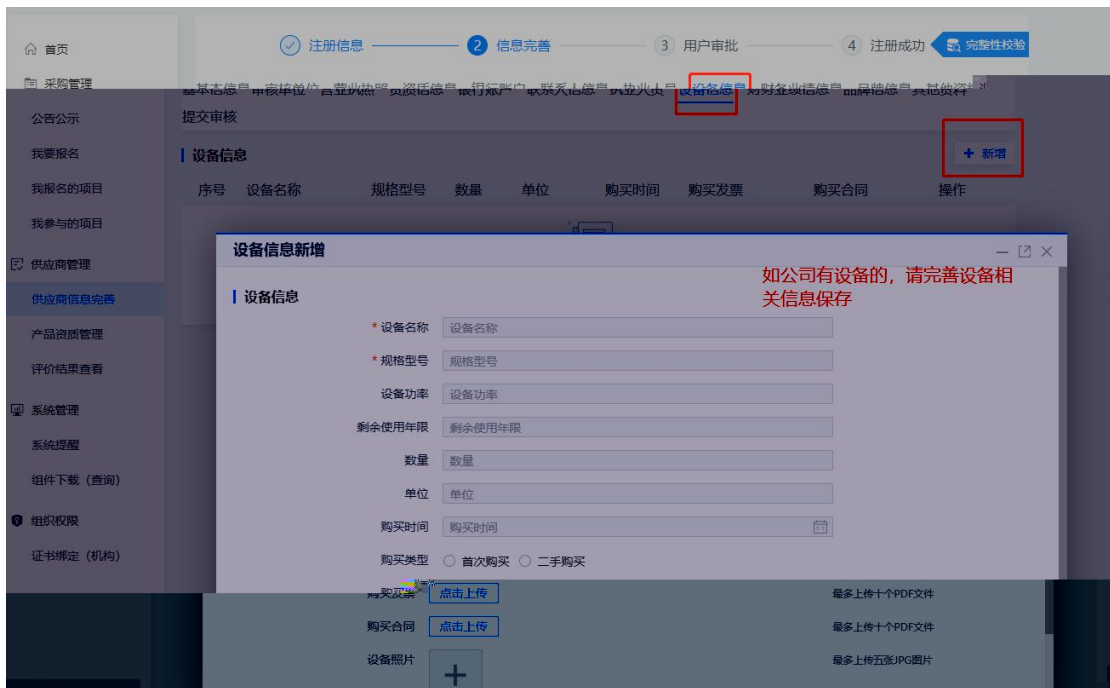 首页
注册信息
2 信息完善
3 用户审批
4 注册成功
完整性校验
采购管理
设备信息
提交审核
公告公示
我要报名
我报名的项目
我参与的项目
供应商管理
供应商信息完善
产品资质管理
评价结果查看
系统管理
系统提醒
组件下载（查询）
组织权限
证书绑定（机构）
设备信息
+ 新增
序号 设备名称 规格型号 数量 单位 购买时间 购买发票 购买合同 操作
设备信息新增
如公司有设备的，请完善设备相
关信息保存
设备信息
* 设备名称 设备名称
* 规格型号 规格型号
设备功率 设备功率
剩余使用年限 剩余使用年限
数量 数量
单位 单位
购买时间 购买时间
购买类型 首次购买 二手购买
购买发票 点击上传 最多上传十个PDF文件
购买合同 点击上传 最多上传十个PDF文件
设备照片 最多上传五张JPG图片